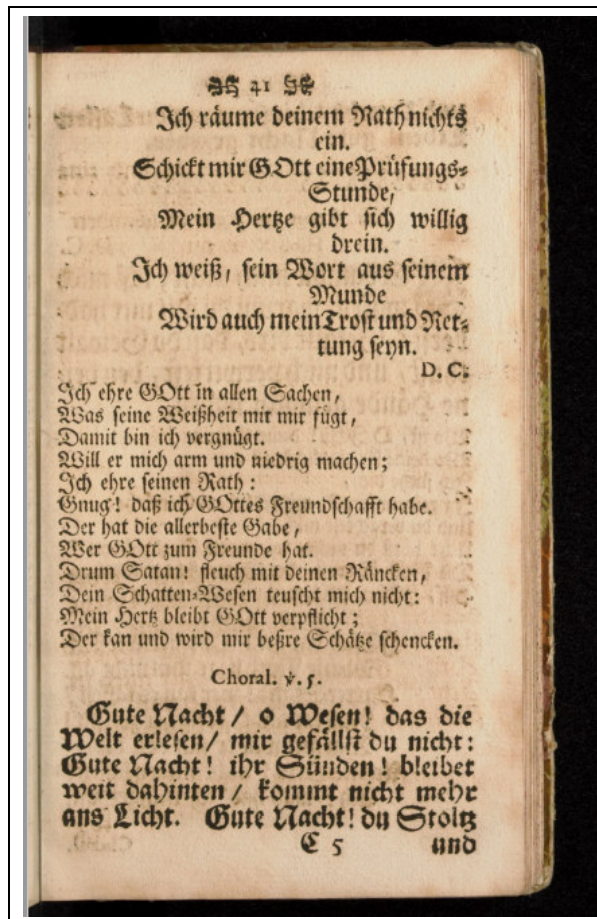 41
Ich räume deinem Rath nichts
ein.
Schickt mir GOtt eine Prüfungs-
Stunde,
Mein Hertze gibt sich willig
drein.
Ich weiß, sein Wort aus seinem
Munde
Wird auch mein Trost und Ret-
tung seyn.
D. C.
Ich ehre GOtt in allen Sachen,
Was seine Weißheit mit mir fügt,
Damit bin ich vergnügt.
Will er mich arm und niedrig machen;
Ich ehre seinen Rath:
Gnug! daß ich GOttes Freundschafft habe.
Der hat die allerbeste Gabe,
Wer GOtt zum Freunde hat.
Drum Satan! fleuch mit deinen Räncken,
Dein Schatten-Wesen teuscht mich nicht:
Mein Hertz bleibt GOtt verpflicht;
Der kan und wird mir beßre Schätze schencken.
Choral. v. 5.
Gute Nacht / o Wesen! das die
Welt erlesen / mir gefällst du nicht:
Gute Nacht! ihr Sünden! bleibet
weit dahinten / kommt nicht mehr
ans Licht. Gute Nacht! du Stoltz
C 5 und